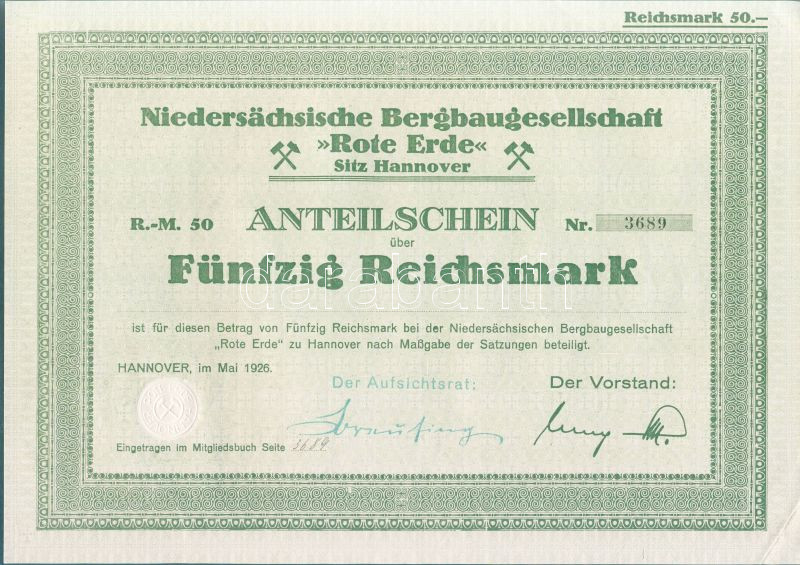 Reichsmark 50.—
Niedersächsische Bergbaugesellschaft
»Rote Erde«
Sitz Hannover
R.-M. 50 ANTEILSCHEIN Nr. 3689
über
Fünfzig Reichsmark
darabanth
ist für diesen Betrag von Fünfzig Reichsmark bei der Niedersächsischen Bergbaugesellschaft
„Rote Erde“ zu Hannover nach Maßgabe der Satzungen beteiligt.
HANNOVER, im Mai 1926.
Der Aufsichtsrat: Der Vorstand:
Eingetragen im Mitgliedsbuch Seite 3689